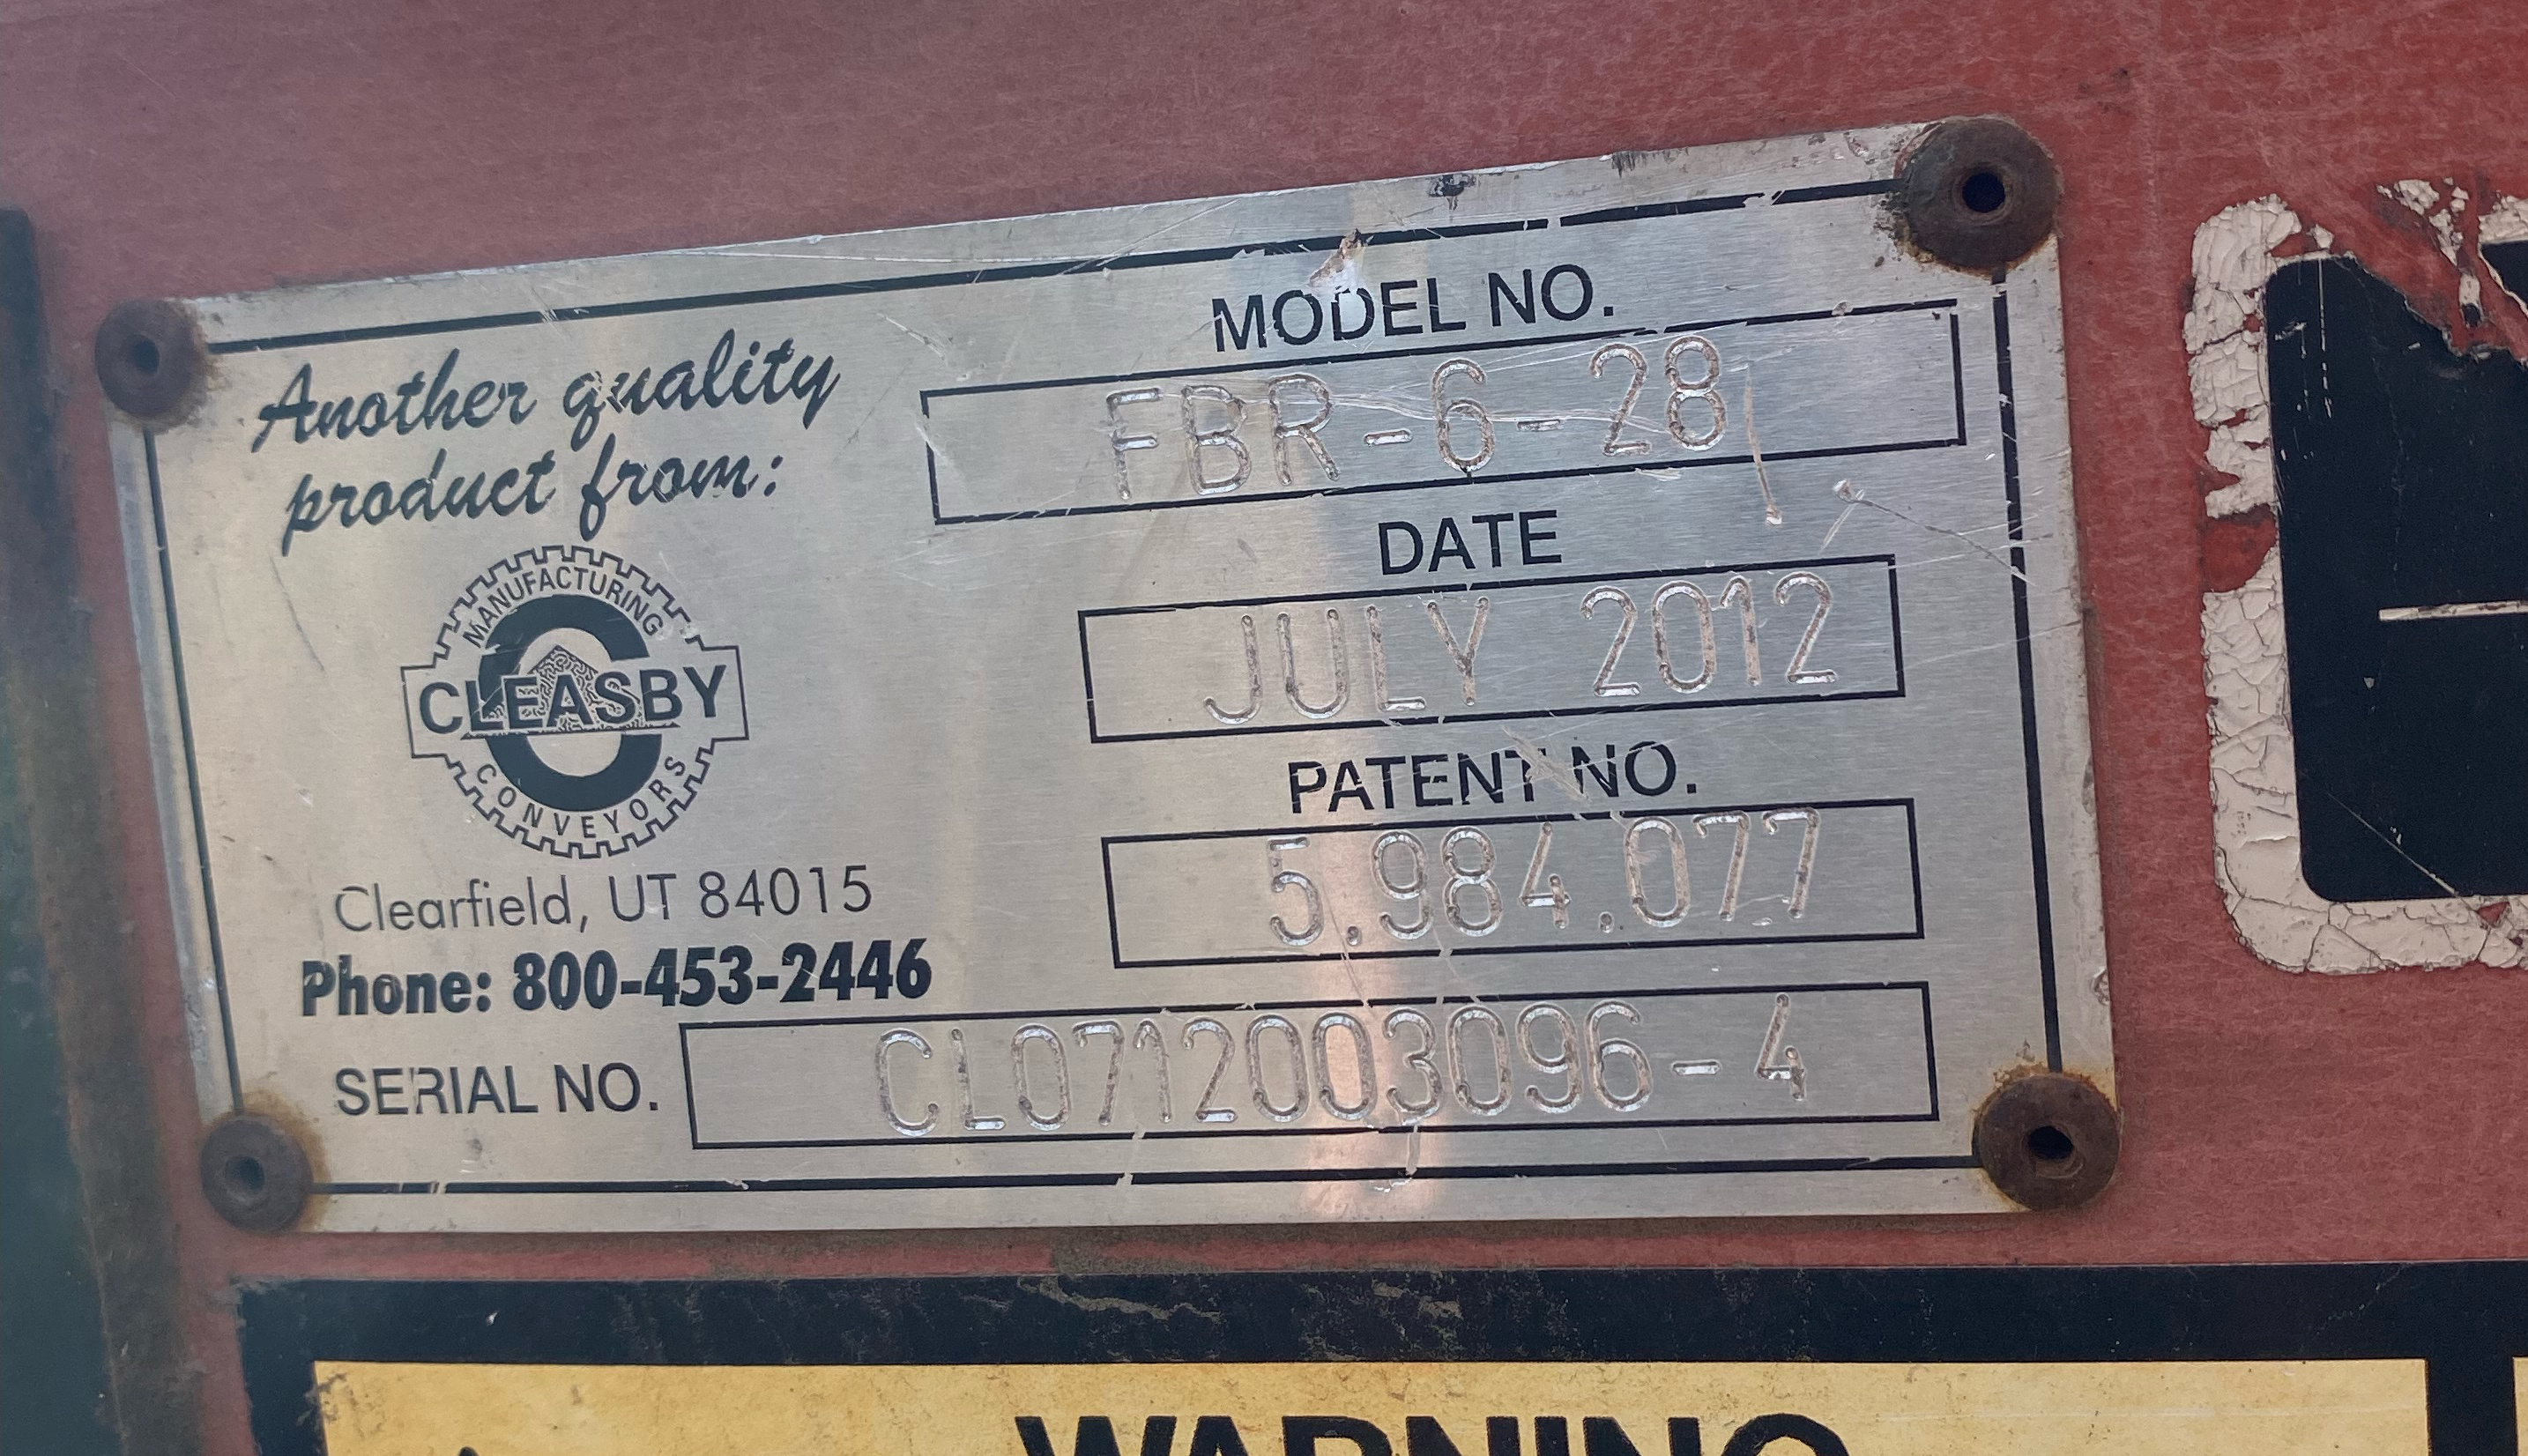 Another quality
product from:
MANUFACTURING
CLEASBY
CONVEYORS
Clearfield, UT 84015
Phone: 800-453-2446
MODEL NO.
FBR-6-28
DATE
JULY 2012
PATENT NO.
5.984.077
SERIAL NO. CL0712003096-4
WARNING